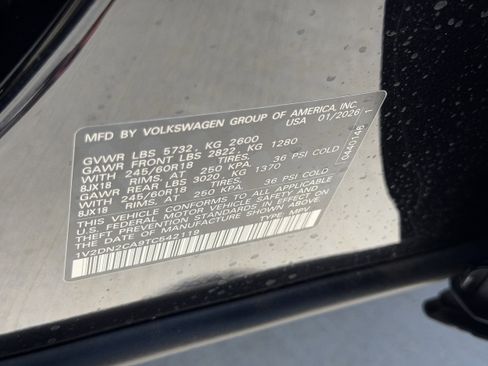 MFD BY VOLKSWAGEN GROUP OF AMERICA, INC.
USA 01/2026
GVWR LBS 5732, KG 2600
GAWR FRONT LBS 2822, KG 1280
WITH 245/60R18 TIRES,
8JX18 RIMS, AT 250 KPA, 36 PSI COLD
GAWR REAR LBS 3020, KG 1370
WITH 245/60R18 TIRES,
8JX18 RIMS, AT 250 KPA, 36 PSI COLD
THIS VEHICLE CONFORMS TO ALL APPLICABLE
U.S. FEDERAL MOTOR VEHICLE SAFETY AND
THEFT PREVENTION STANDARDS IN EFFECT ON
THE DATE OF MANUFACTURE SHOWN ABOVE.
1V2DN2CA9TC542118 TYPE: MPV
0440146 1